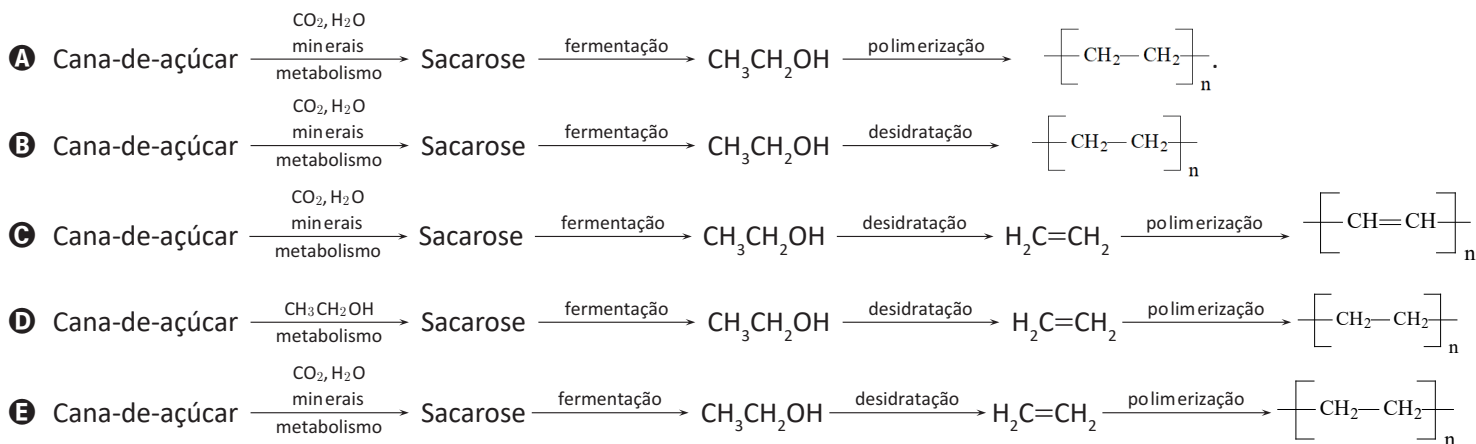 A Cana-de-açúcar CO₂, H₂O minerais metabolismo Sacarose fermentação CH₃CH₂OH polimerização CH₂—CH₂ n .
B Cana-de-açúcar CO₂, H₂O minerais metabolismo Sacarose fermentação CH₃CH₂OH desidratação CH₂—CH₂ n
C Cana-de-açúcar CO₂, H₂O minerais metabolismo Sacarose fermentação CH₃CH₂OH desidratação H₂C=CH₂ polimerização CH=CH n
D Cana-de-açúcar CH₃CH₂OH metabolismo Sacarose fermentação CH₃CH₂OH desidratação H₂C=CH₂ polimerização CH₂—CH₂ n
E Cana-de-açúcar CO₂, H₂O minerais metabolismo Sacarose fermentação CH₃CH₂OH desidratação H₂C=CH₂ polimerização CH₂—CH₂ n